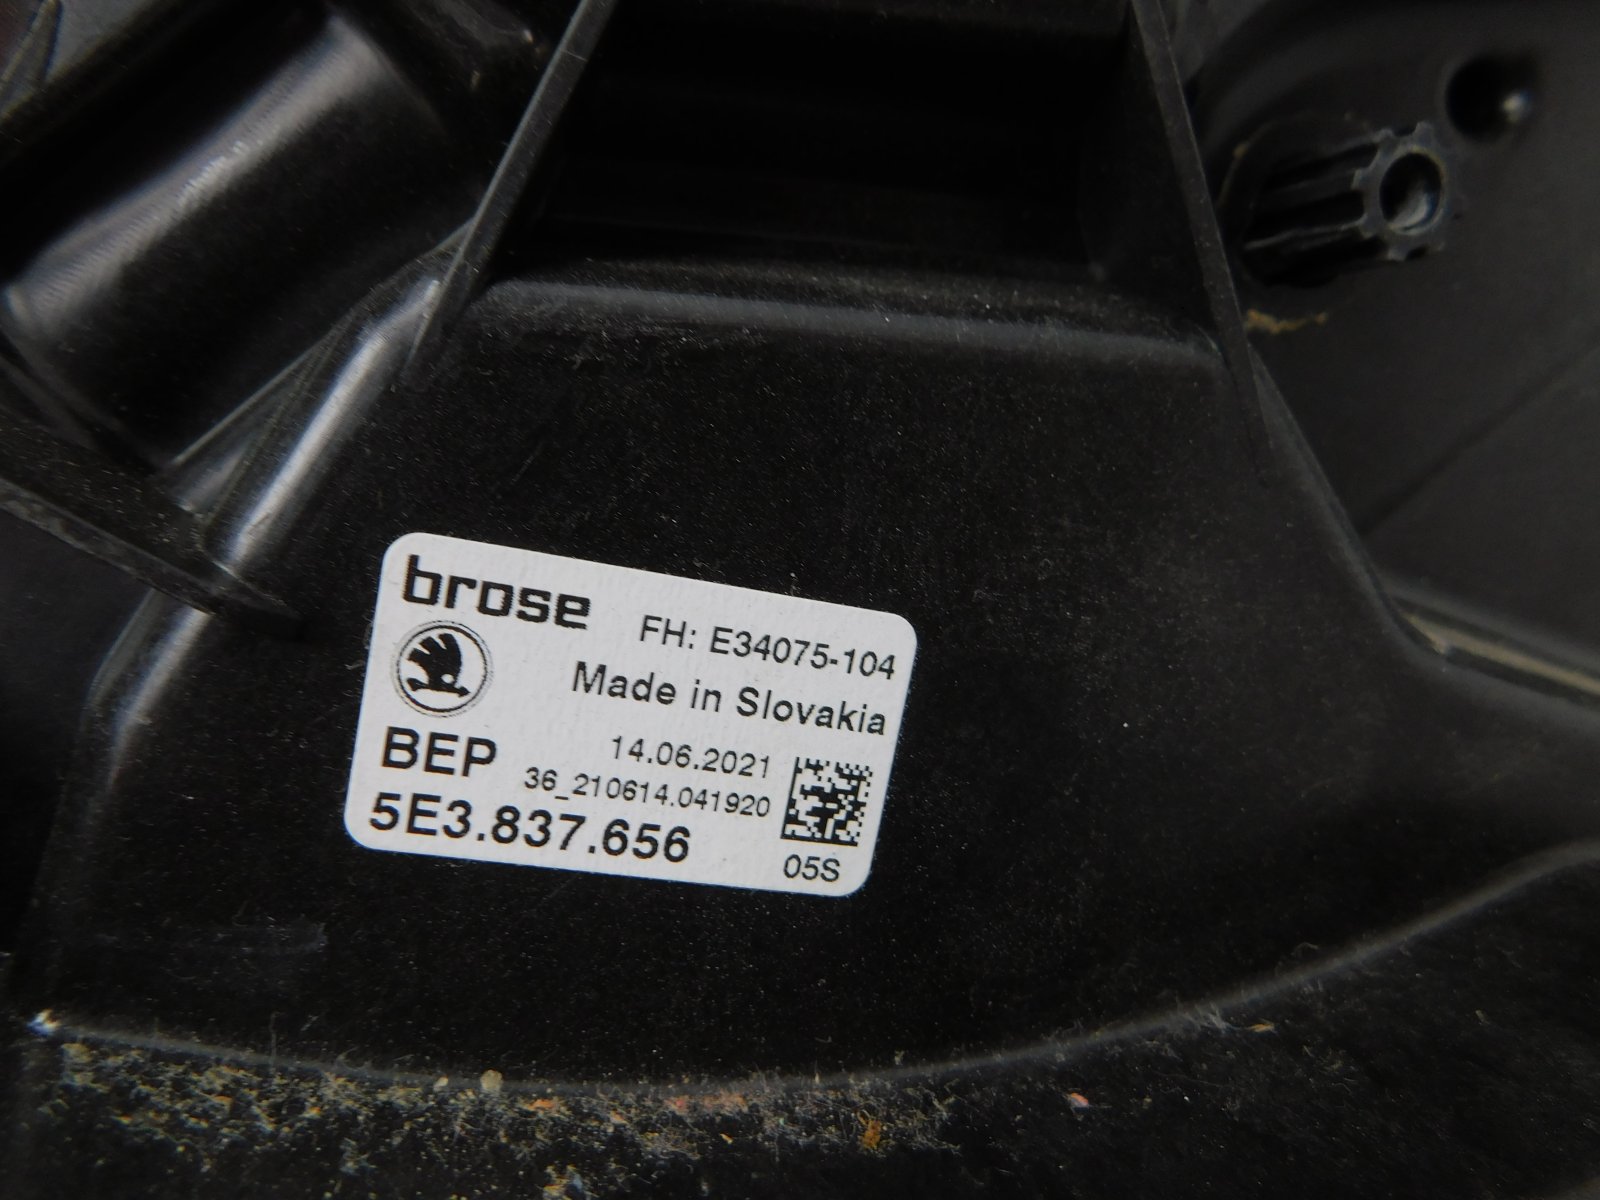 brose
FH: E34075-104
Made in Slovakia
BEP
14.06.2021
36_210614.041920
5E3.837.656
05S